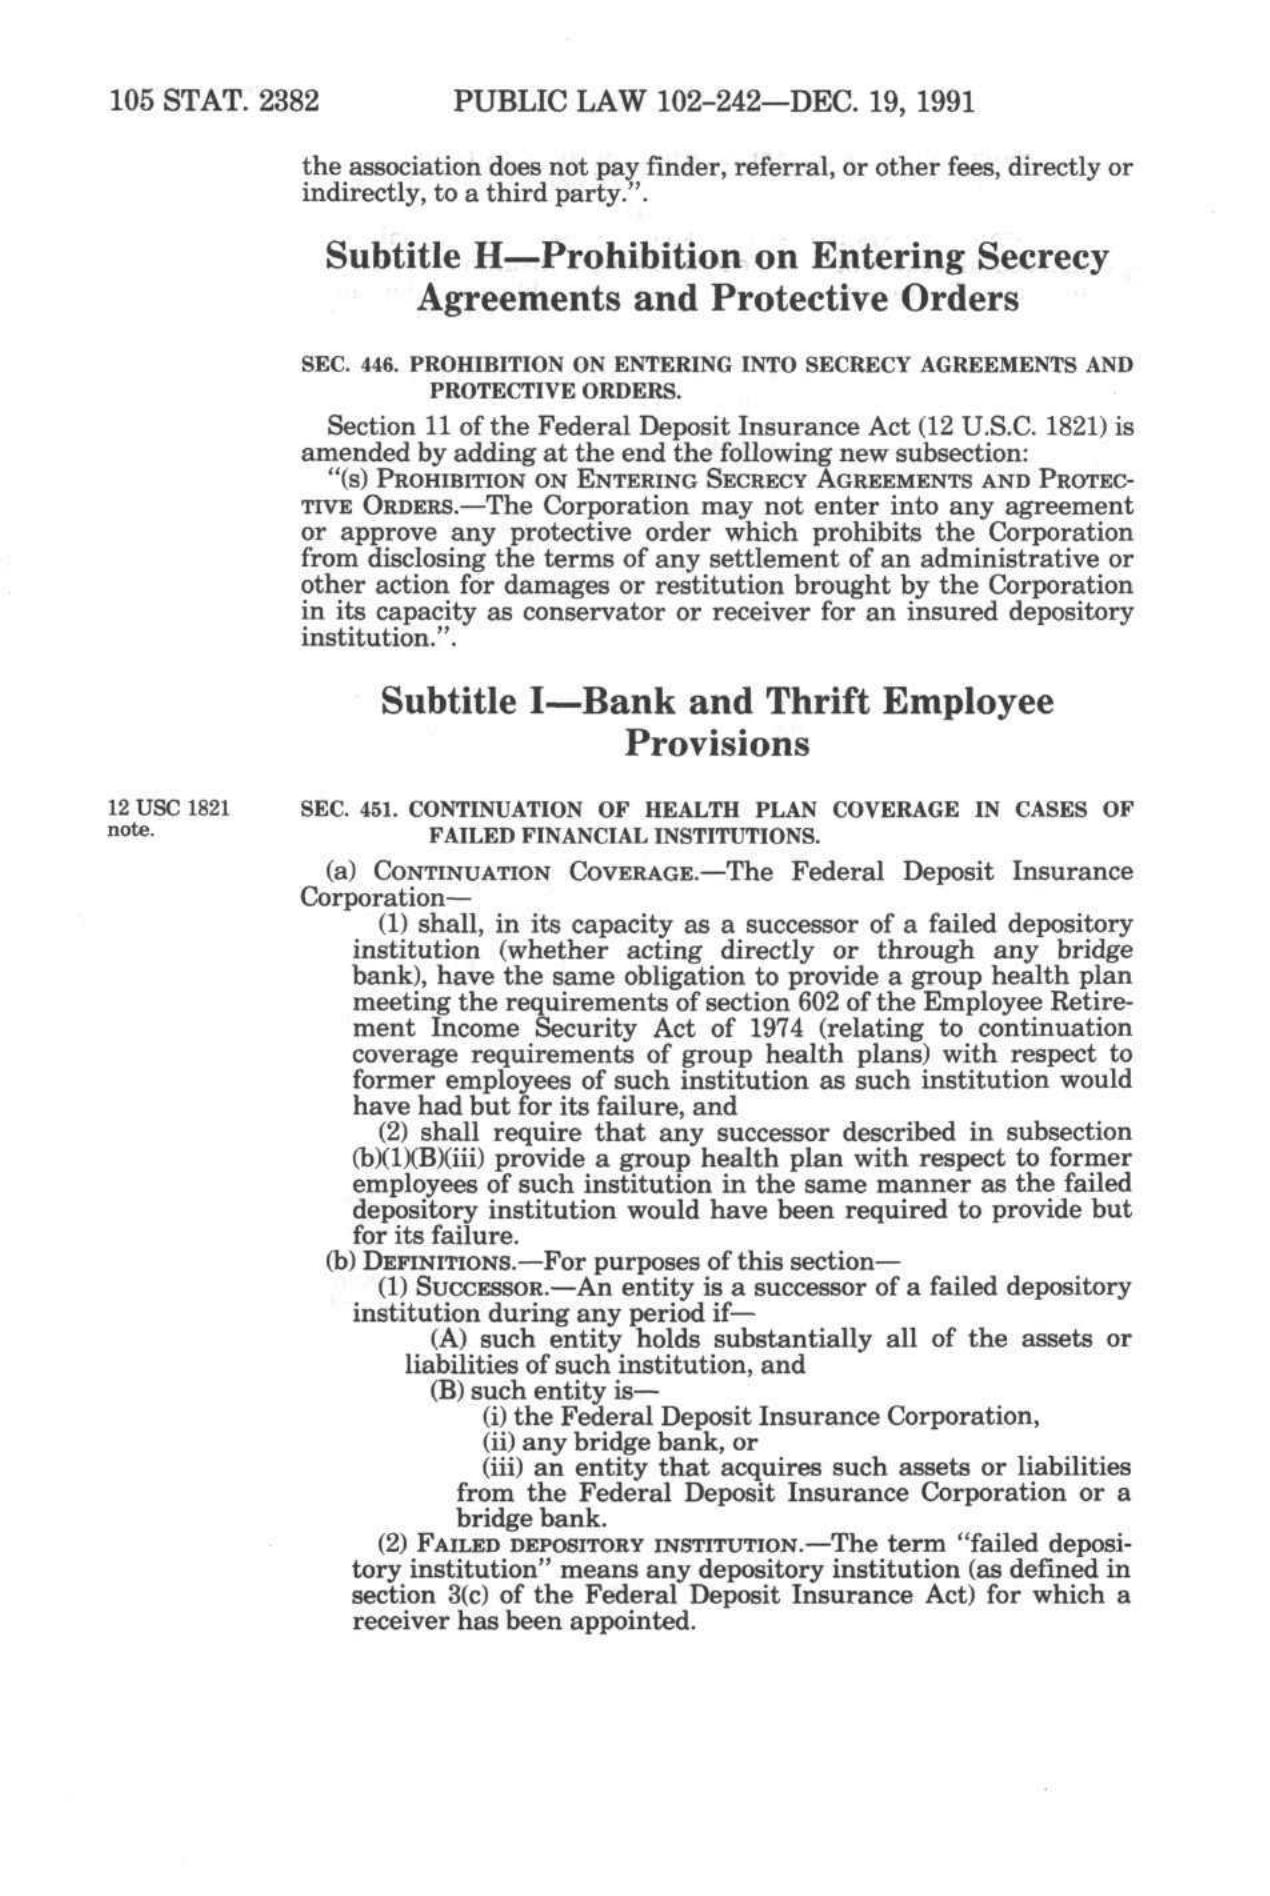 105 STAT. 2382 PUBLIC LAW 102-242—DEC. 19, 1991
the association does not pay finder, referral, or other fees, directly or
indirectly, to a third party.”.
Subtitle H—Prohibition on Entering Secrecy
Agreements and Protective Orders
SEC. 446. PROHIBITION ON ENTERING INTO SECRECY AGREEMENTS AND
PROTECTIVE ORDERS.
Section 11 of the Federal Deposit Insurance Act (12 U.S.C. 1821) is
amended by adding at the end the following new subsection:
“(s) PROHIBITION ON ENTERING SECRECY AGREEMENTS AND PROTEC-
TIVE ORDERS.—The Corporation may not enter into any agreement
or approve any protective order which prohibits the Corporation
from disclosing the terms of any settlement of an administrative or
other action for damages or restitution brought by the Corporation
in its capacity as conservator or receiver for an insured depository
institution.”.
Subtitle I—Bank and Thrift Employee
Provisions
12 USC 1821
note.
SEC. 451. CONTINUATION OF HEALTH PLAN COVERAGE IN CASES OF
FAILED FINANCIAL INSTITUTIONS.
(a) CONTINUATION COVERAGE.—The Federal Deposit Insurance
Corporation—
(1) shall, in its capacity as a successor of a failed depository
institution (whether acting directly or through any bridge
bank), have the same obligation to provide a group health plan
meeting the requirements of section 602 of the Employee Retire-
ment Income Security Act of 1974 (relating to continuation
coverage requirements of group health plans) with respect to
former employees of such institution as such institution would
have had but for its failure, and
(2) shall require that any successor described in subsection
(b)(1)(B)(iii) provide a group health plan with respect to former
employees of such institution in the same manner as the failed
depository institution would have been required to provide but
for its failure.
(b) DEFINITIONS.—For purposes of this section—
(1) SUCCESSOR.—An entity is a successor of a failed depository
institution during any period if—
(A) such entity holds substantially all of the assets or
liabilities of such institution, and
(B) such entity is—
(i) the Federal Deposit Insurance Corporation,
(ii) any bridge bank, or
(iii) an entity that acquires such assets or liabilities
from the Federal Deposit Insurance Corporation or a
bridge bank.
(2) FAILED DEPOSITORY INSTITUTION.—The term “failed deposi-
tory institution” means any depository institution (as defined in
section 3(c) of the Federal Deposit Insurance Act) for which a
receiver has been appointed.